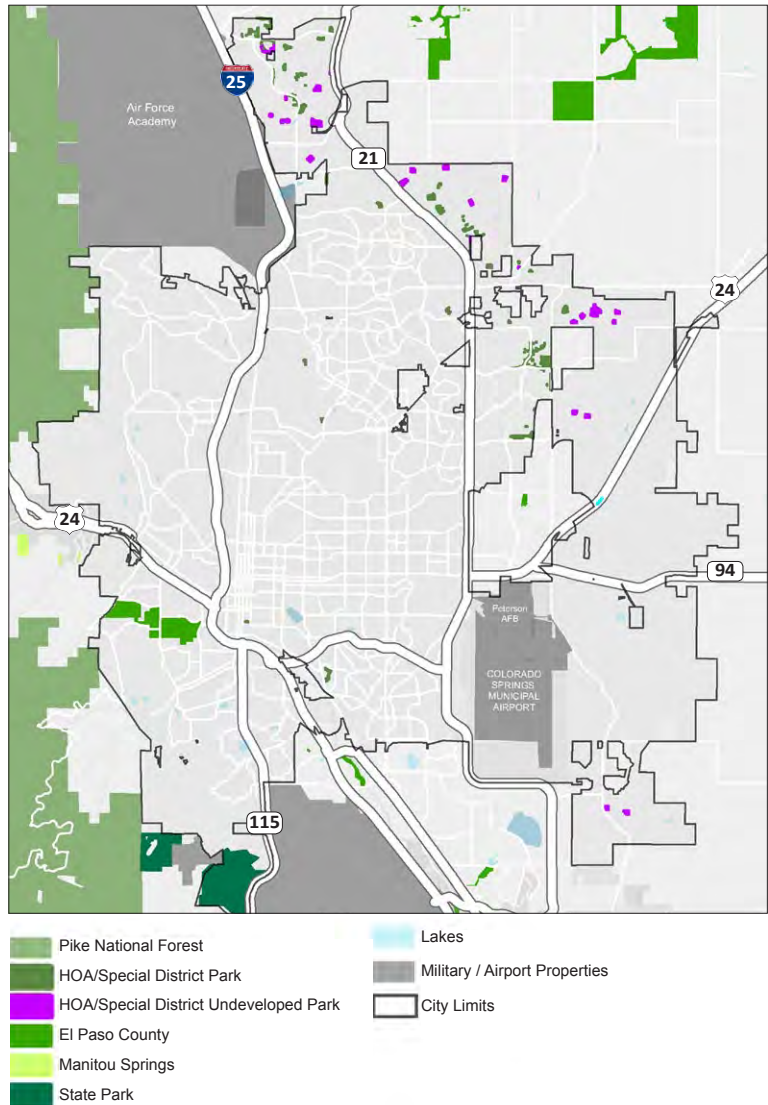 INTERSTATE
25
Air Force
Academy
21
24
24
94
Peterson
AFB
COLORADO
SPRINGS
MUNICIPAL
AIRPORT
115
Pike National Forest
HOA/Special District Park
HOA/Special District Undeveloped Park
El Paso County
Manitou Springs
State Park
Lakes
Military / Airport Properties
City Limits